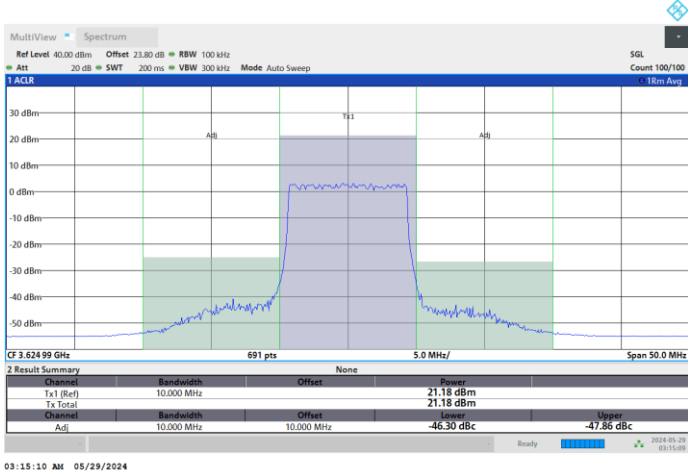 MultiView Spectrum
Ref Level 40.00 dBm Offset 23.80 dB RBW 100 kHz SGL
Att 20 dB SWT 200 ms VBW 300 kHz Mode Auto Sweep Count 100/100
1 ACLR 1Rm Avg
30 dBm
Tx1
20 dBm
Adj Adj
10 dBm
0 dBm
-10 dBm
-20 dBm
-30 dBm
-40 dBm
-50 dBm
CF 3.624 99 GHz 691 pts 5.0 MHz/ Span 50.0 MHz
2 Result Summary None
Channel Bandwidth Offset Power
Tx1 (Ref) 10.000 MHz 21.18 dBm
Tx Total 21.18 dBm
Channel Bandwidth Offset Lower Upper
Adj 10.000 MHz 10.000 MHz -46.30 dBc -47.86 dBc
Ready 2024-05-29
03:15:09
03:15:10 AM 05/29/2024